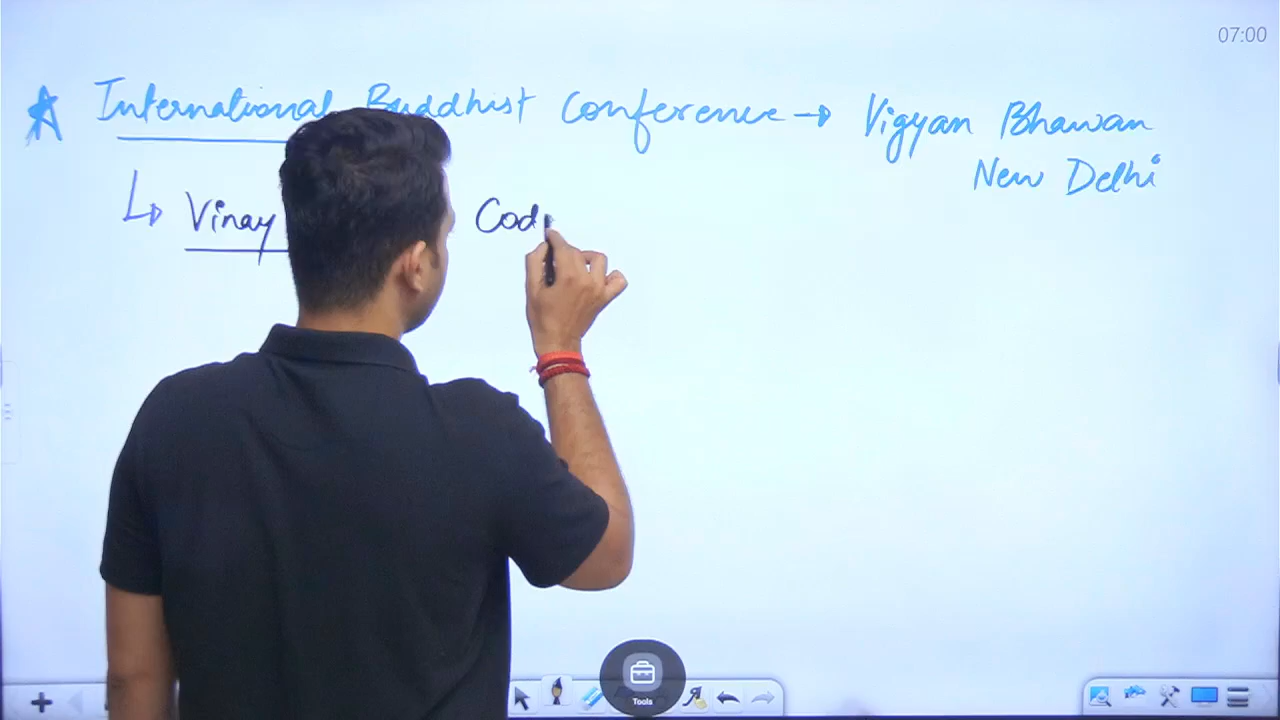 07:00
International Buddhist Conference → Vigyan Bhawan
New Delhi
↳ Vinay Cod
Tools